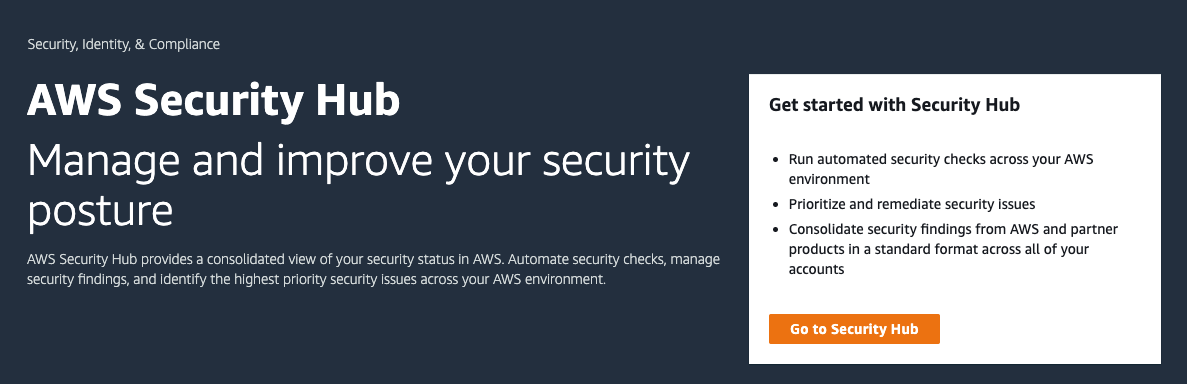 Security, Identity, & Compliance
AWS Security Hub
Manage and improve your security
posture
AWS Security Hub provides a consolidated view of your security status in AWS. Automate security checks, manage
security findings, and identify the highest priority security issues across your AWS environment.
Get started with Security Hub
• Run automated security checks across your AWS
environment
• Prioritize and remediate security issues
• Consolidate security findings from AWS and partner
products in a standard format across all of your
accounts
Go to Security Hub